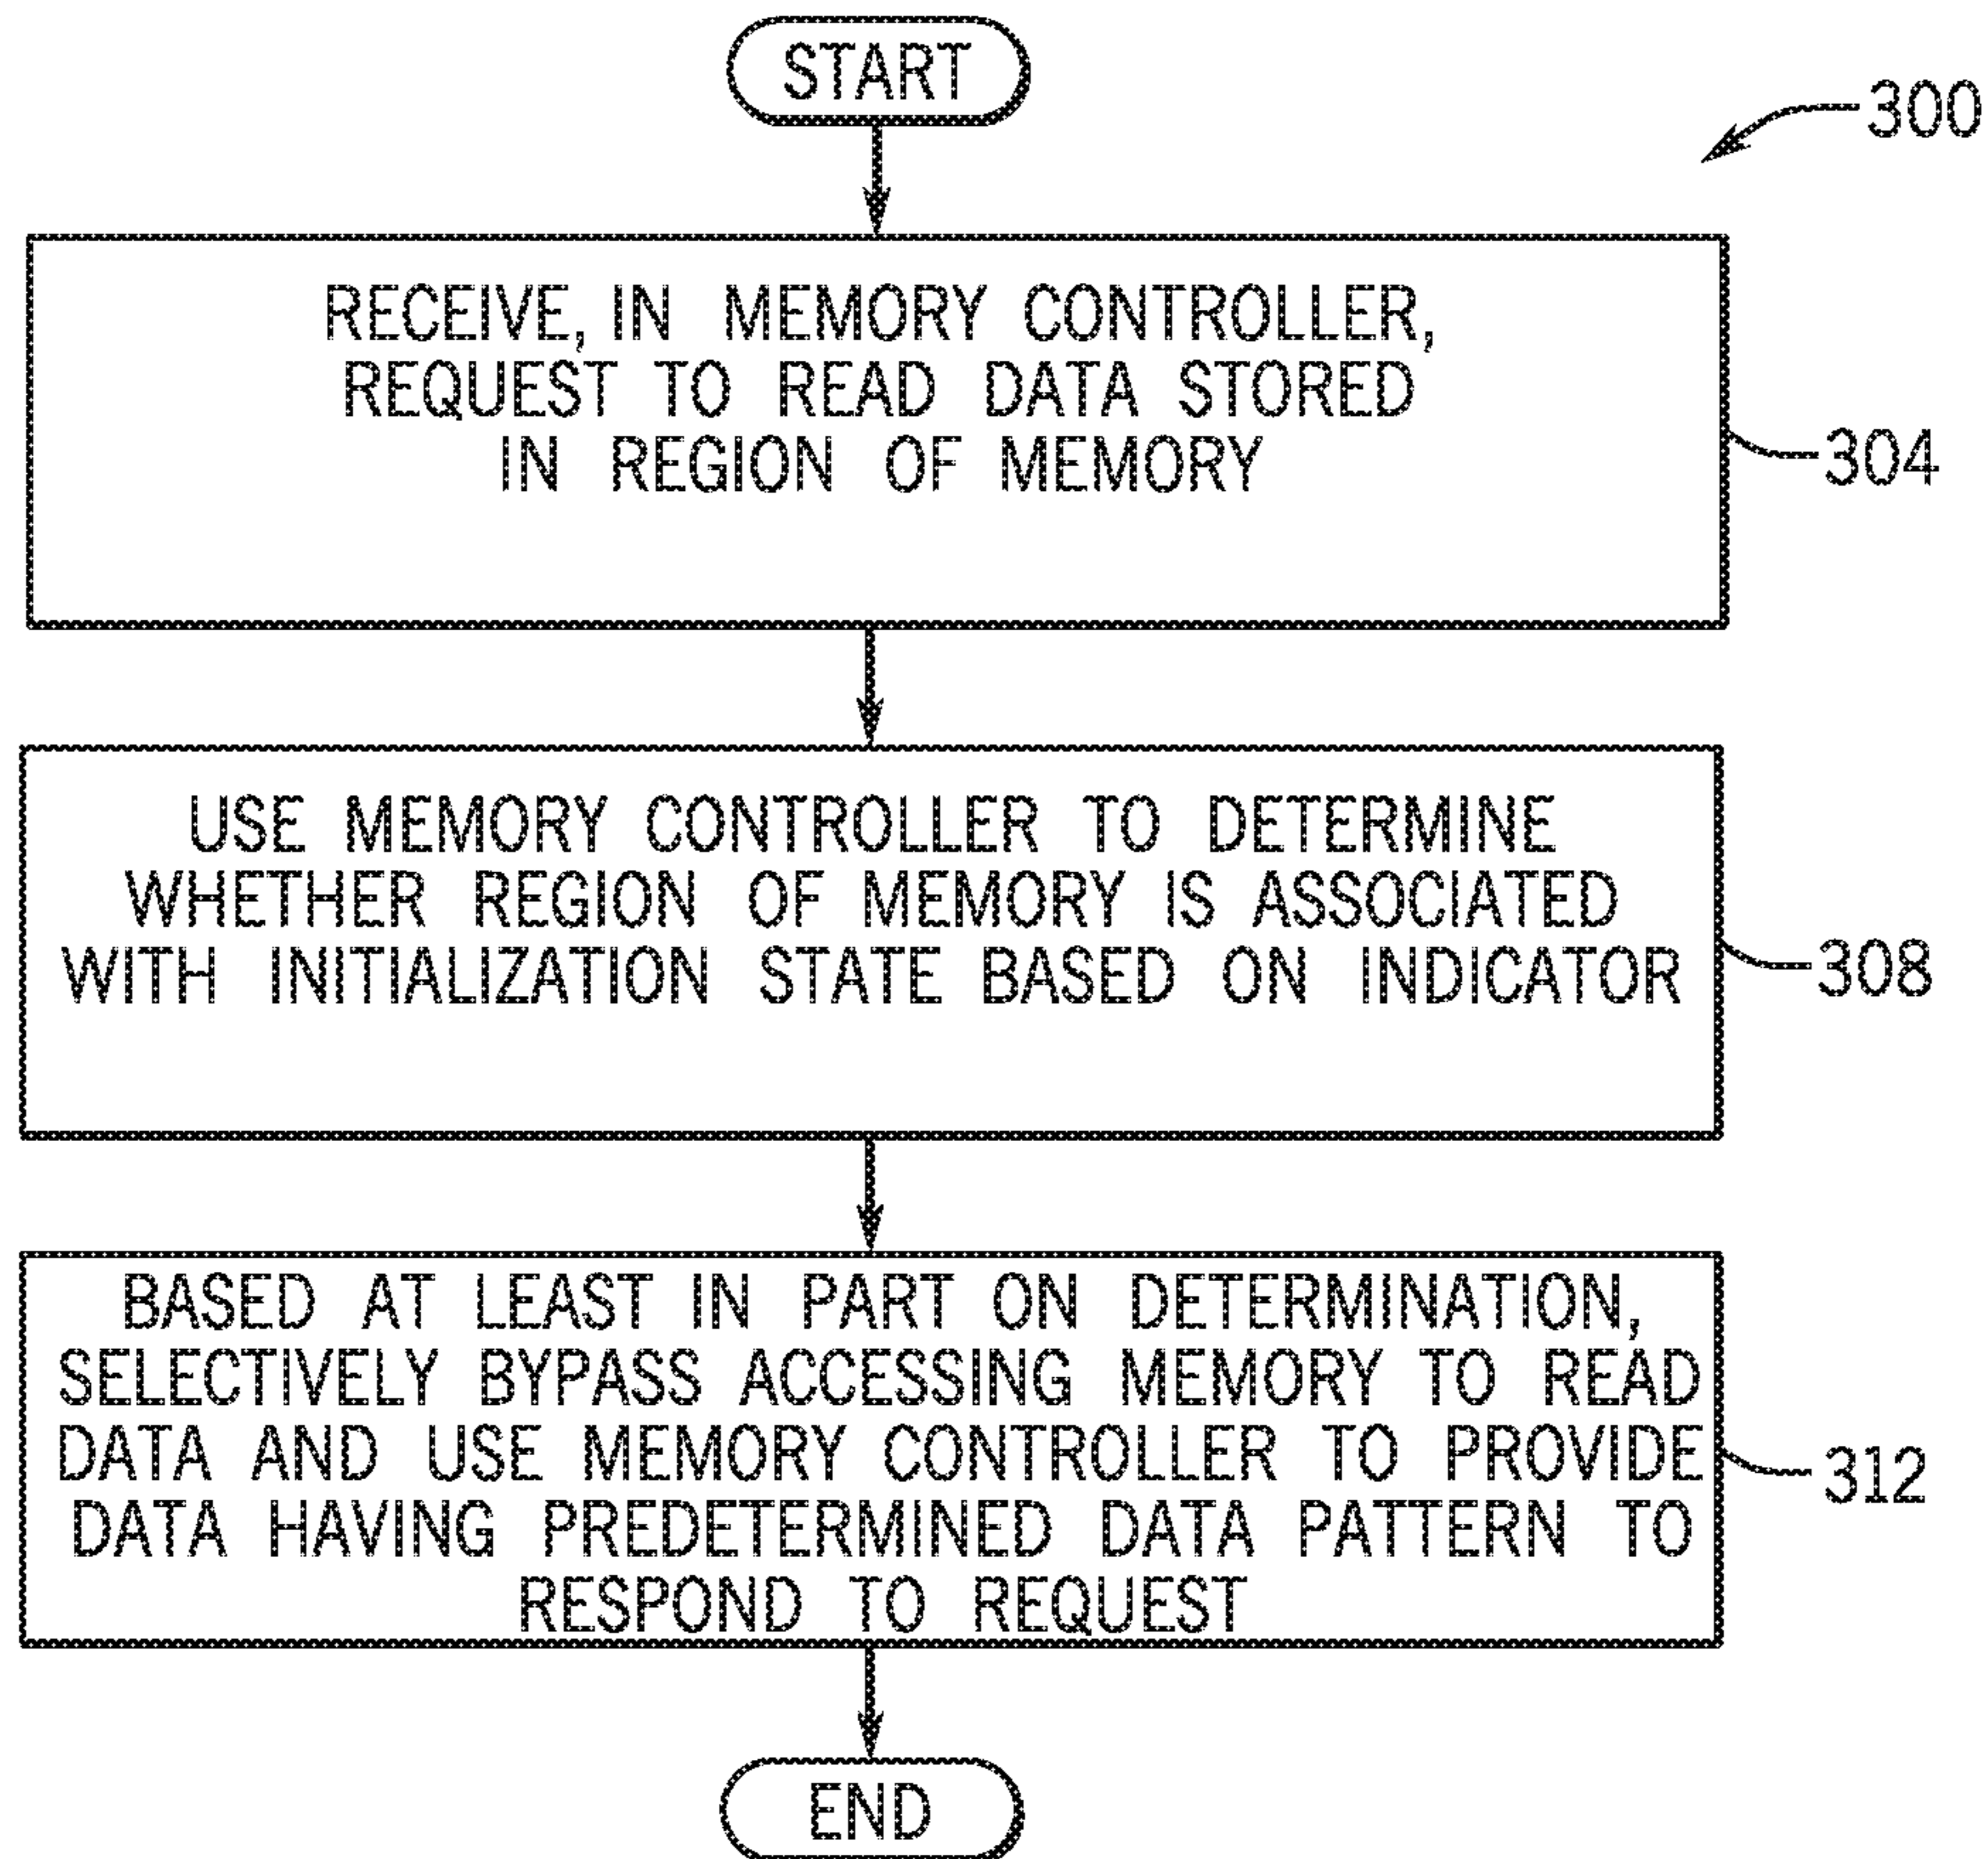 START
300
RECEIVE, IN MEMORY CONTROLLER,
REQUEST TO READ DATA STORED
IN REGION OF MEMORY
304
USE MEMORY CONTROLLER TO DETERMINE
WHETHER REGION OF MEMORY IS ASSOCIATED
WITH INITIALIZATION STATE BASED ON INDICATOR
308
BASED AT LEAST IN PART ON DETERMINATION,
SELECTIVELY BYPASS ACCESSING MEMORY TO READ
DATA AND USE MEMORY CONTROLLER TO PROVIDE
DATA HAVING PREDETERMINED DATA PATTERN TO
RESPOND TO REQUEST
312
END